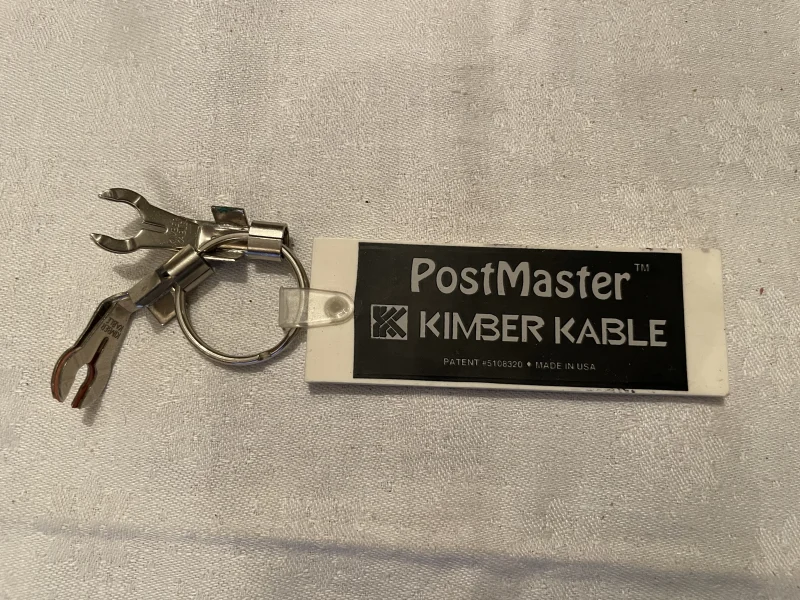 PostMaster™
KIMBER KABLE
PATENT #5108320 • MADE IN USA